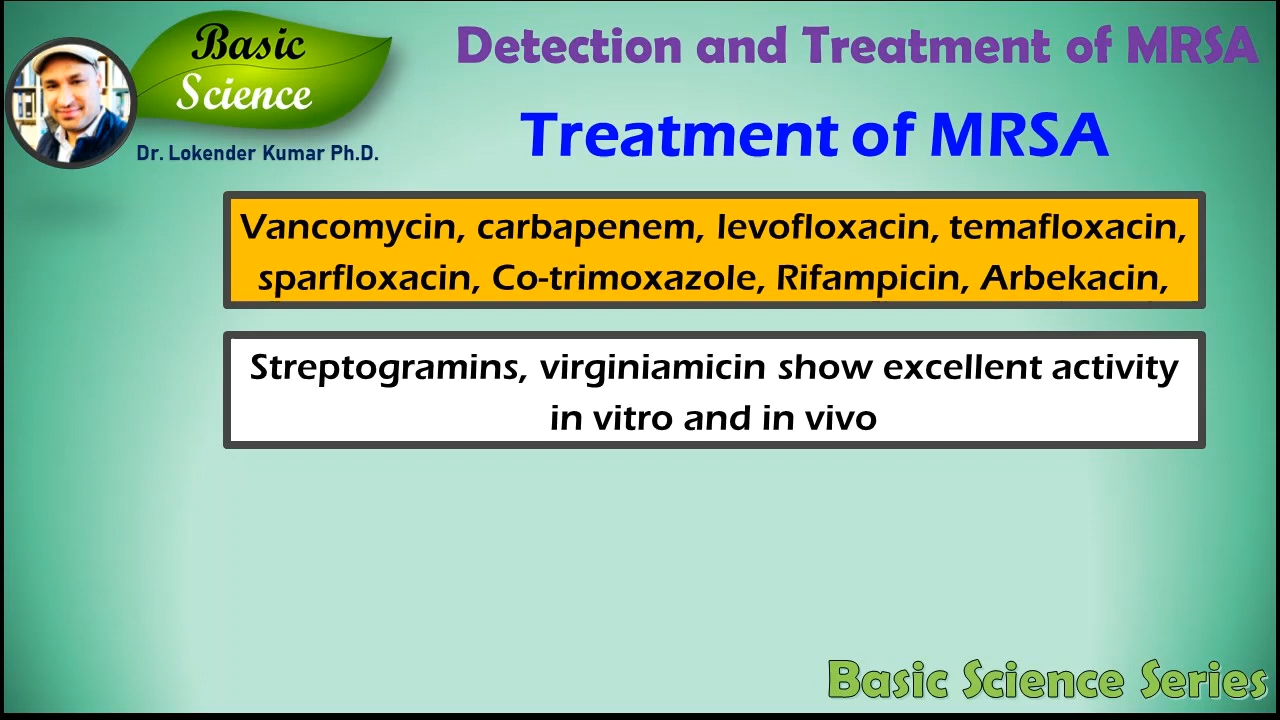 Basic
Science
Dr. Lokender Kumar Ph.D.
Detection and Treatment of MRSA
Treatment of MRSA
Vancomycin, carbapenem, levofloxacin, temafloxacin,
sparfloxacin, Co-trimoxazole, Rifampicin, Arbekacin,
Streptogramins, virginiamicin show excellent activity
in vitro and in vivo
Basic Science Series